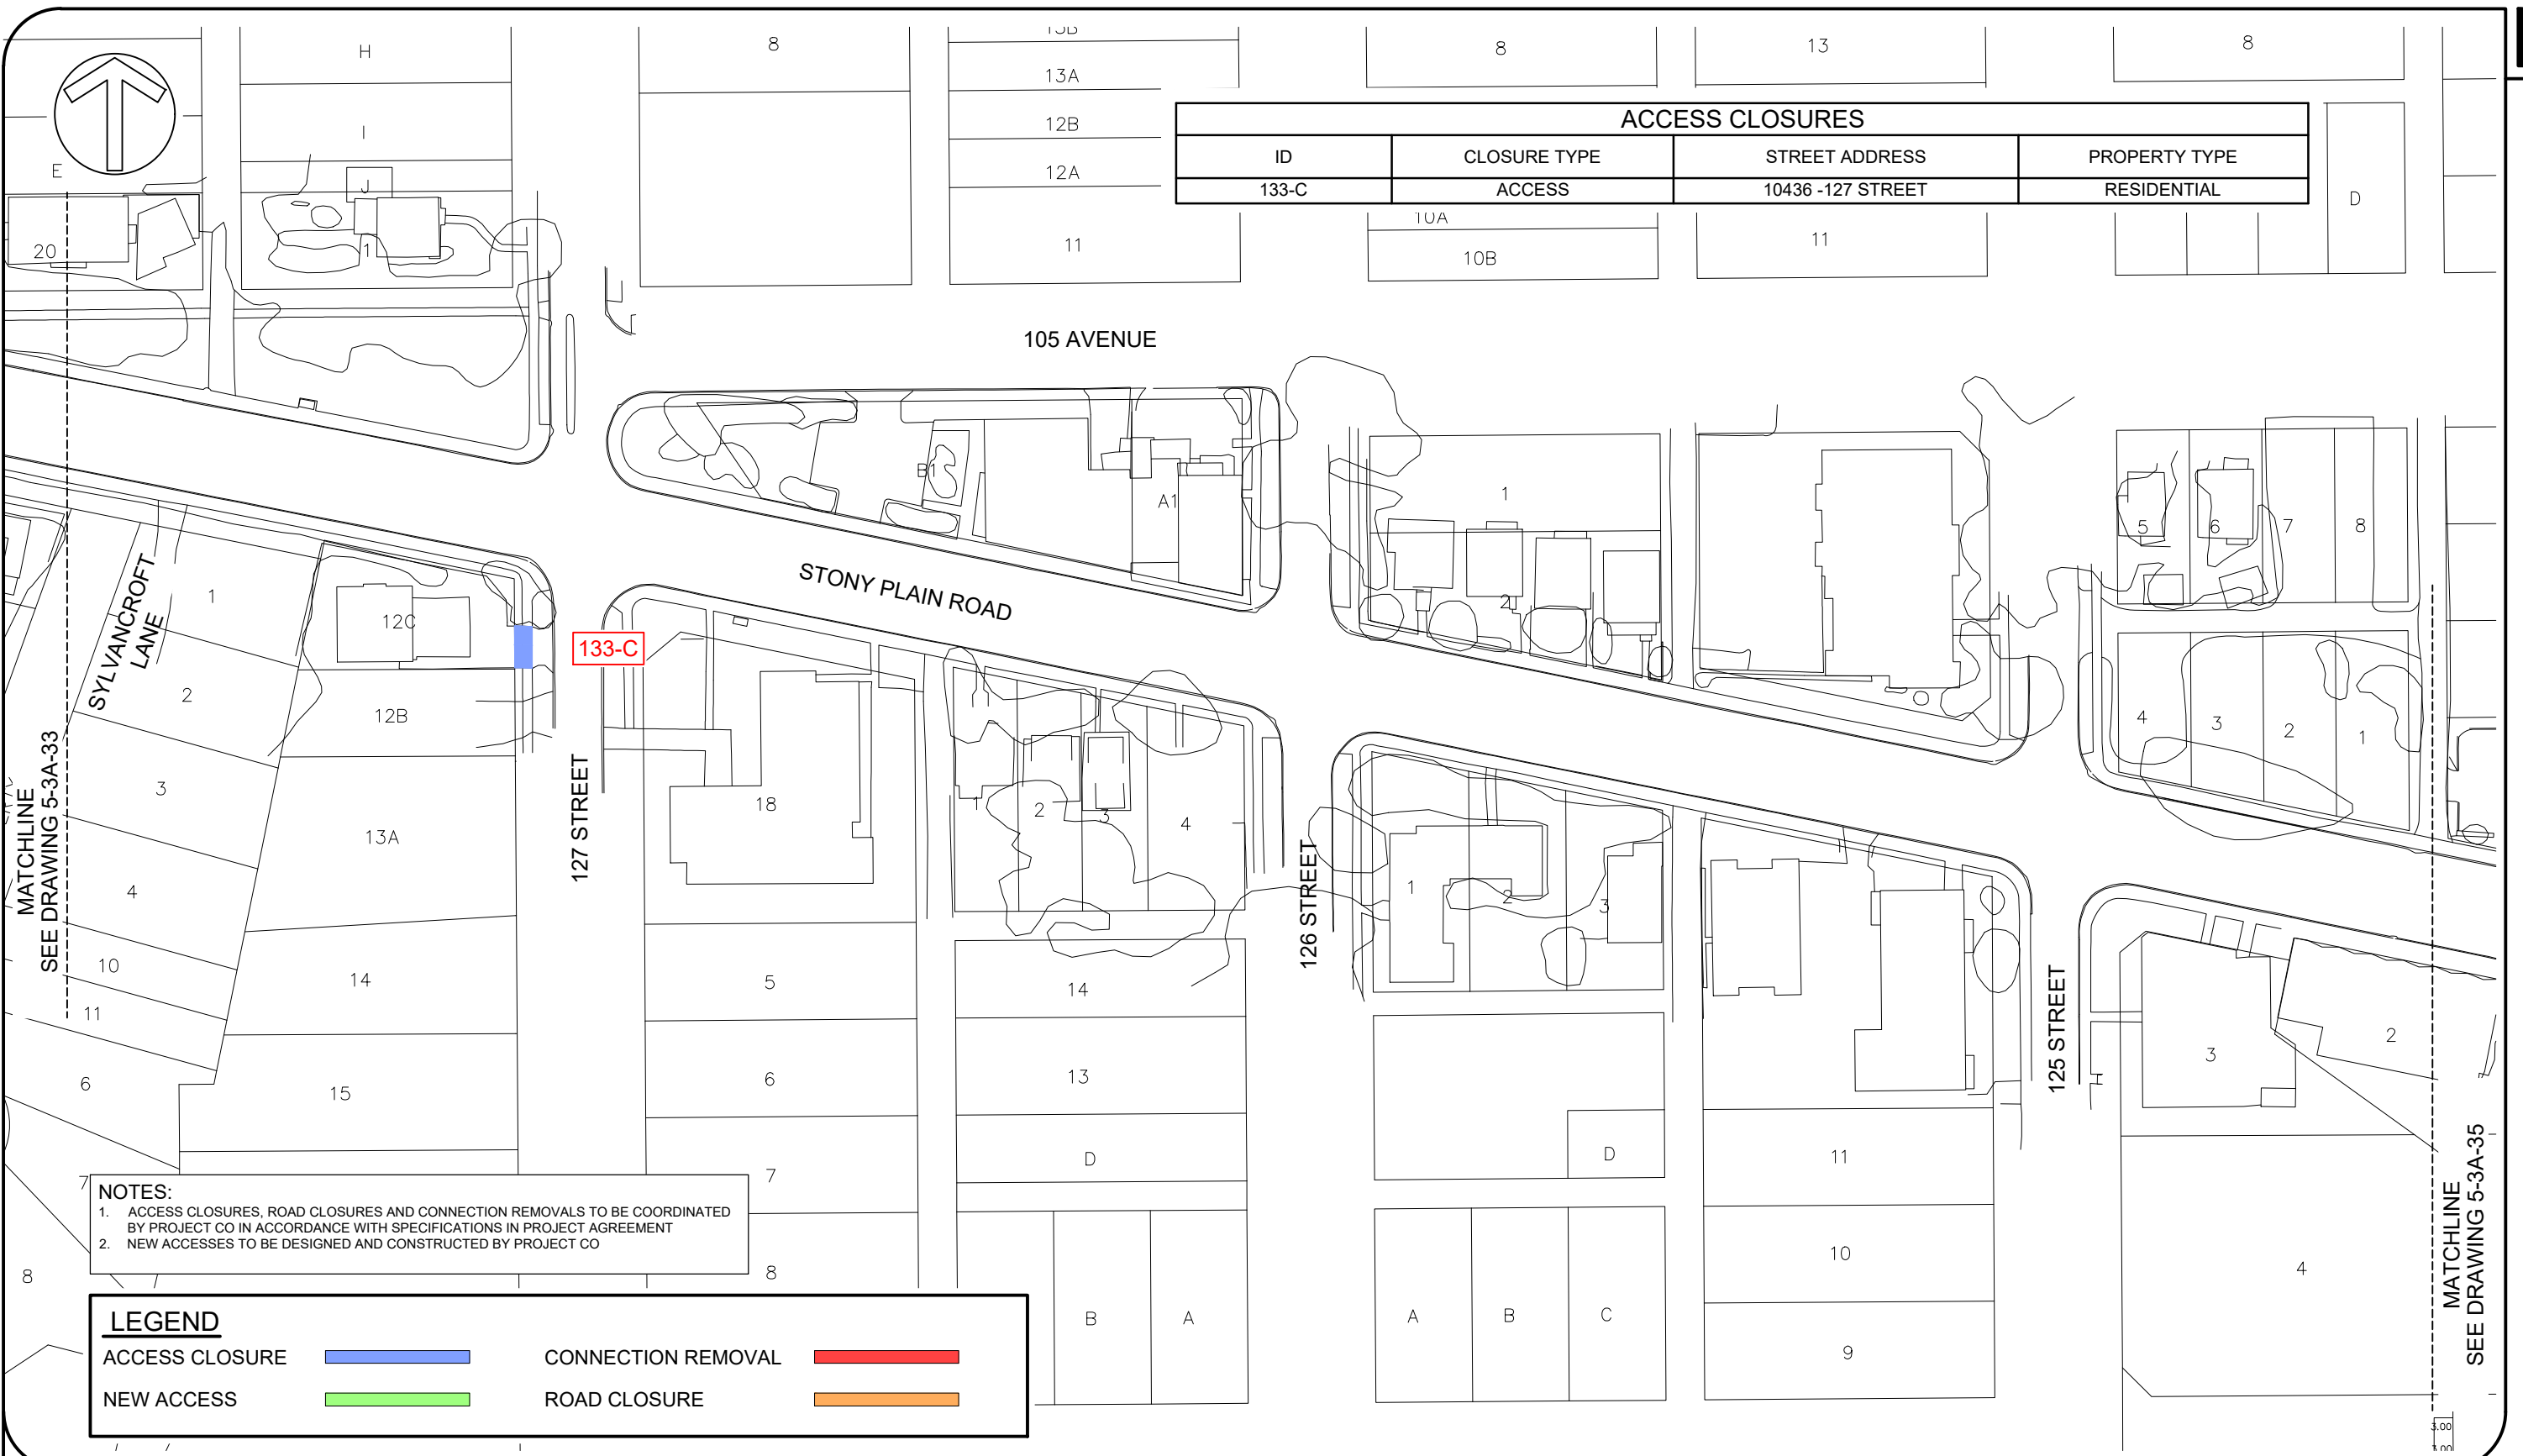 H
8
13B
13A
12B
12A
11
8
13
8
I
E
J
20
1
ACCESS CLOSURES
ID CLOSURE TYPE STREET ADDRESS PROPERTY TYPE
133-C ACCESS 10436 -127 STREET RESIDENTIAL
D
10A
10B
11
105 AVENUE
B1
A1
1
2
5
6
7
8
STONY PLAIN ROAD
SYLVANCROFT
LANE
1
12C
133-C
2
12B
4
3
2
1
3
13A
127 STREET
18
1
2
3
4
MATCHLINE
SEE DRAWING 5-3A-33
4
126 STREET
1
2
3
10
14
5
14
11
125 STREET
3
2
6
15
6
13
7
7
D
D
11
NOTES:
1. ACCESS CLOSURES, ROAD CLOSURES AND CONNECTION REMOVALS TO BE COORDINATED
BY PROJECT CO IN ACCORDANCE WITH SPECIFICATIONS IN PROJECT AGREEMENT
2. NEW ACCESSES TO BE DESIGNED AND CONSTRUCTED BY PROJECT CO
8
8
10
4
MATCHLINE
SEE DRAWING 5-3A-35
B
A
A
B
C
9
LEGEND
ACCESS CLOSURE
CONNECTION REMOVAL
NEW ACCESS
ROAD CLOSURE
3.00
3.00